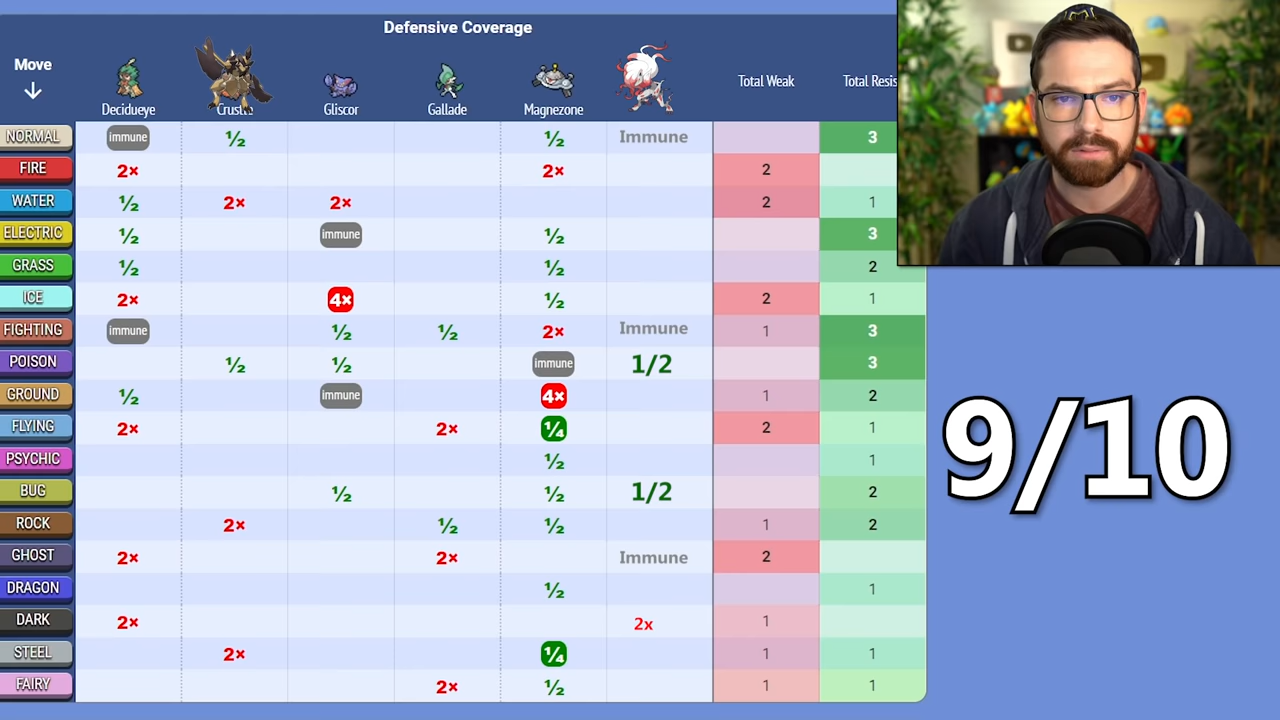 Defensive Coverage
Move ↓ Decidueye Gliscor Gallade Magnezone Total Weak Total Resis
NORMAL immune ½ ½ Immune 3
FIRE 2× 2× 2
WATER ½ 2× 2× 2 1
ELECTRIC ½ immune ½ 3
GRASS ½ ½ 2
ICE 2× 4× ½ 2 1
FIGHTING immune ½ ½ 2× Immune 1 3
POISON ½ ½ immune 1/2 3
GROUND ½ immune 4× 1 2
FLYING 2× 2× ¼ 2 1
PSYCHIC ½ 1
BUG ½ ½ 1/2 2
ROCK 2× ½ ½ 1 2
GHOST 2× 2× Immune 2
DRAGON ½ 1
DARK 2× 2x 1
STEEL 2× ¼ 1 1
FAIRY 2× ½ 1 1
9/10